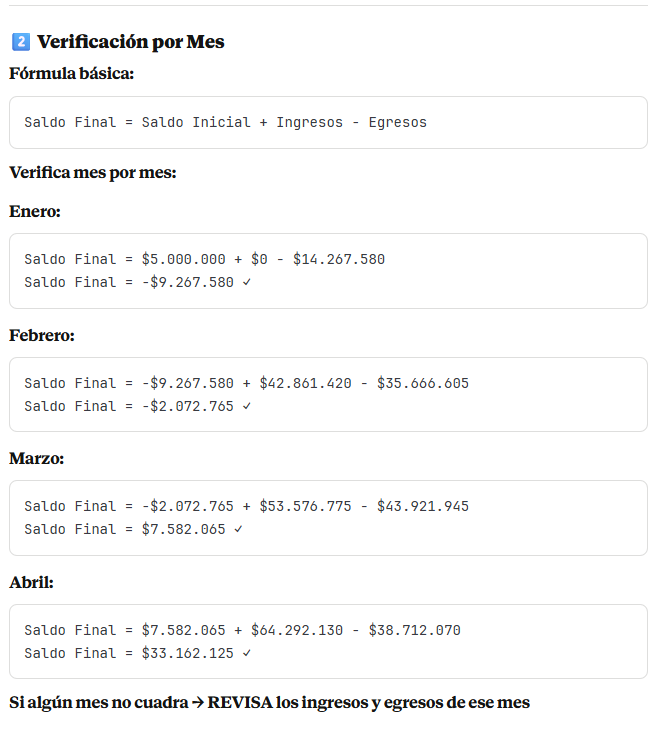 2 Verificación por Mes
Fórmula básica:
Saldo Final = Saldo Inicial + Ingresos - Egresos
Verifica mes por mes:
Enero:
Saldo Final = $5.000.000 + $0 - $14.267.580
Saldo Final = -$9.267.580 ✓
Febrero:
Saldo Final = -$9.267.580 + $42.861.420 - $35.666.605
Saldo Final = -$2.072.765 ✓
Marzo:
Saldo Final = -$2.072.765 + $53.576.775 - $43.921.945
Saldo Final = $7.582.065 ✓
Abril:
Saldo Final = $7.582.065 + $64.292.130 - $38.712.070
Saldo Final = $33.162.125 ✓
Si algún mes no cuadra → REVISA los ingresos y egresos de ese mes